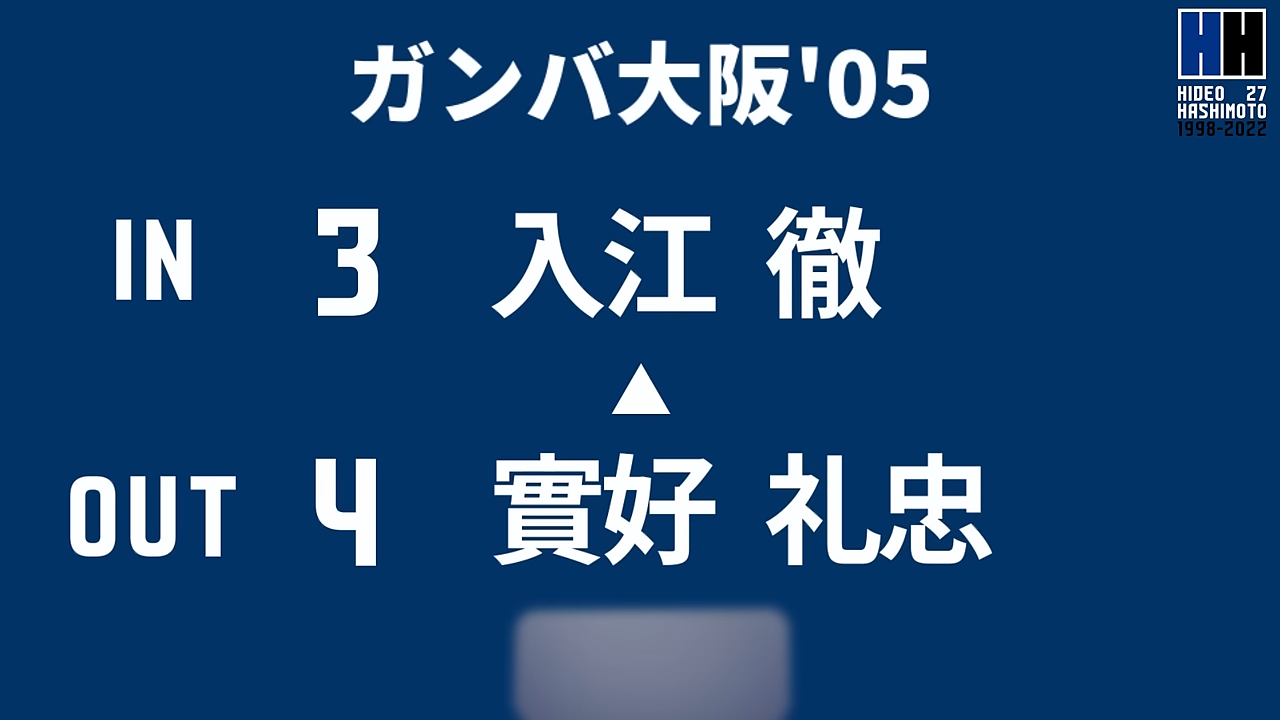 ガンバ大阪'05
HH
HIDEO 27
HASHIMOTO
1998-2022
IN 3 入江 徹
▲
OUT 4 實好 礼忠